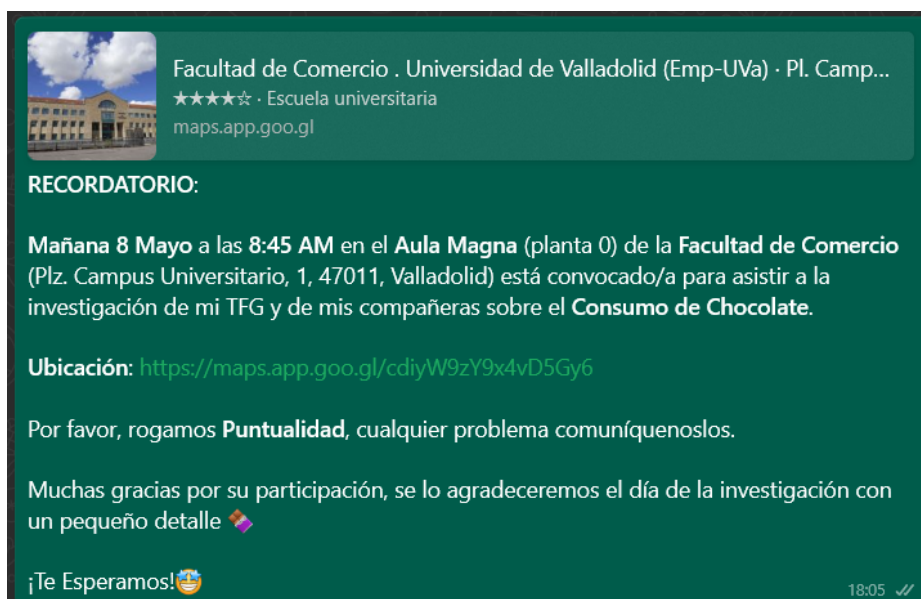 Facultad de Comercio . Universidad de Valladolid (Emp-UVa) · Pl. Camp...
★★★★☆ · Escuela universitaria
maps.app.goo.gl
RECORDATORIO:
Mañana 8 Mayo a las 8:45 AM en el Aula Magna (planta 0) de la Facultad de Comercio
(Plz. Campus Universitario, 1, 47011, Valladolid) está convocado/a para asistir a la
investigación de mi TFG y de mis compañeras sobre el Consumo de Chocolate.
Ubicación: https://maps.app.goo.gl/cdiyW9zY9x4vD5Gy6
Por favor, rogamos Puntualidad, cualquier problema comuníquenoslos.
Muchas gracias por su participación, se lo agradeceremos el día de la investigación con
un pequeño detalle 🍫
¡Te Esperamos!🤩
18:05